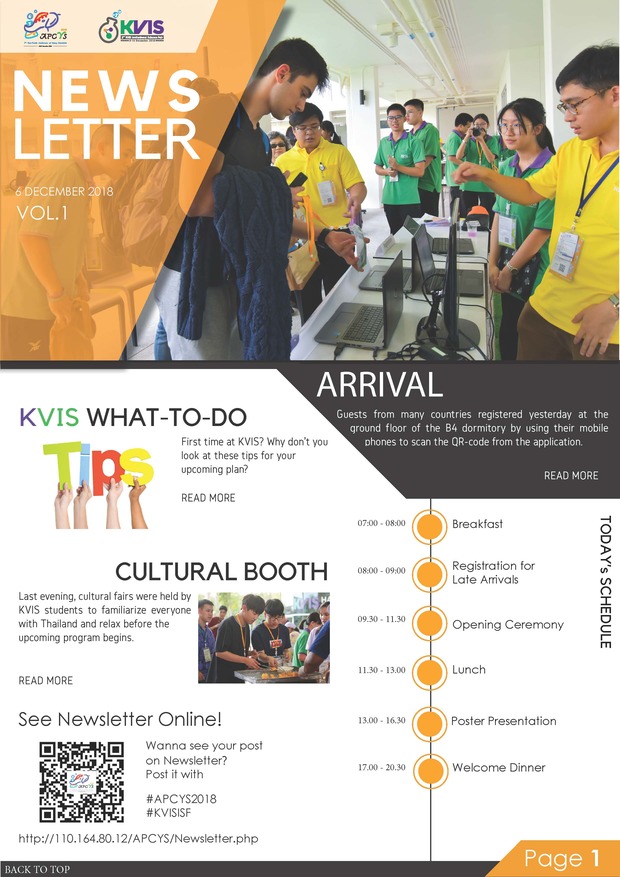 APCYS
KVIS
NEWS
LETTER
6 DECEMBER 2018
VOL.1
ARRIVAL
Guests from many countries registered yesterday at the
ground floor of the B4 dormitory by using their mobile
phones to scan the QR-code from the application.
READ MORE
KVIS WHAT-TO-DO
Tips
First time at KVIS? Why don't you
look at these tips for your
upcoming plan?
READ MORE
CULTURAL BOOTH
Last evening, cultural fairs were held by
KVIS students to familiarize everyone
with Thailand and relax before the
upcoming program begins.
READ MORE
See Newsletter Online!
Wanna see your post
on Newsletter?
Post it with
#APCYS2018
#KVISISF
http://110.164.80.12/APCYS/Newsletter.php
TODAY's SCHEDULE
07:00 - 08:00 Breakfast
08:00 - 09:00 Registration for
Late Arrivals
09.30 - 11.30 Opening Ceremony
11.30 - 13.00 Lunch
13.00 - 16.30 Poster Presentation
17.00 - 20.30 Welcome Dinner
BACK TO TOP
Page 1